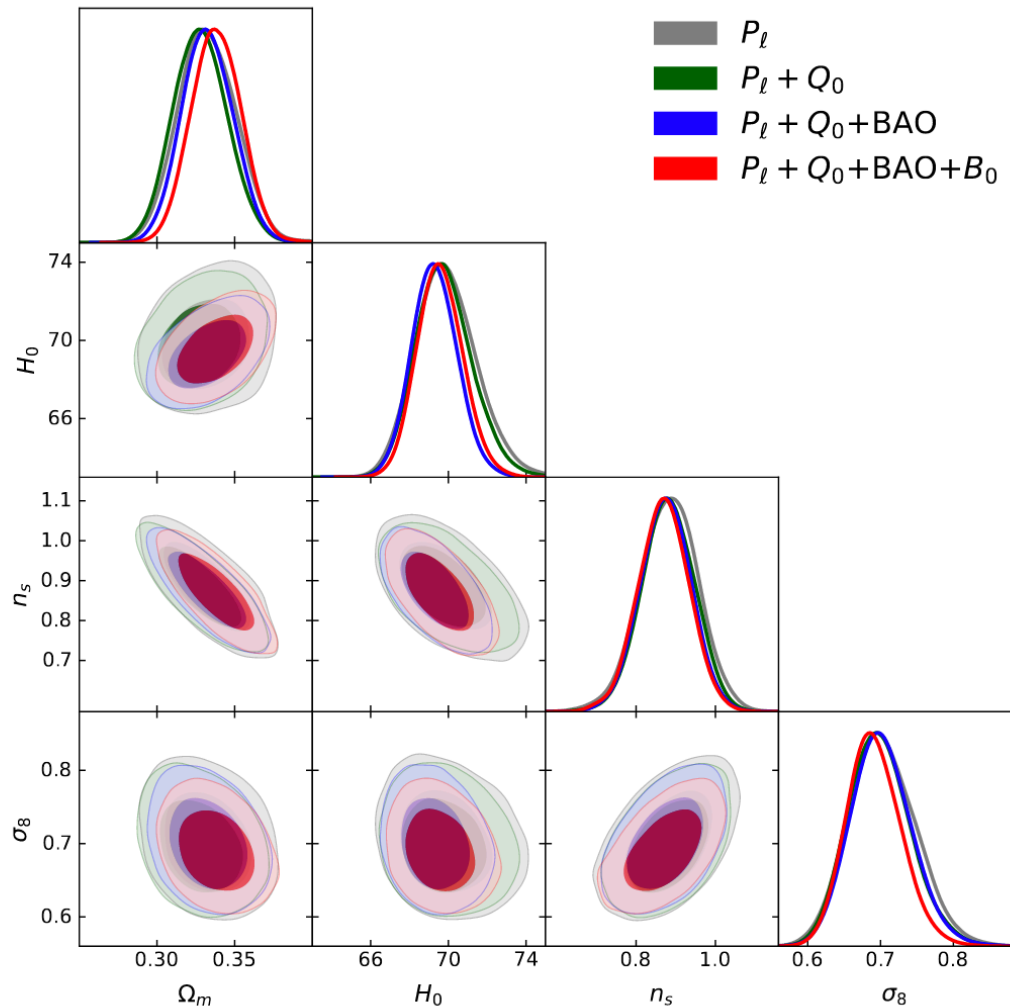 P_ℓ
P_ℓ + Q_0
P_ℓ + Q_0+BAO
P_ℓ + Q_0+BAO+B_0
74
70
66
H_0
1.1
1.0
0.9
0.8
0.7
n_s
0.8
0.7
0.6
σ_8
0.30 0.35
66 70 74
0.8 1.0
0.6 0.7 0.8
Ω_m H_0 n_s σ_8